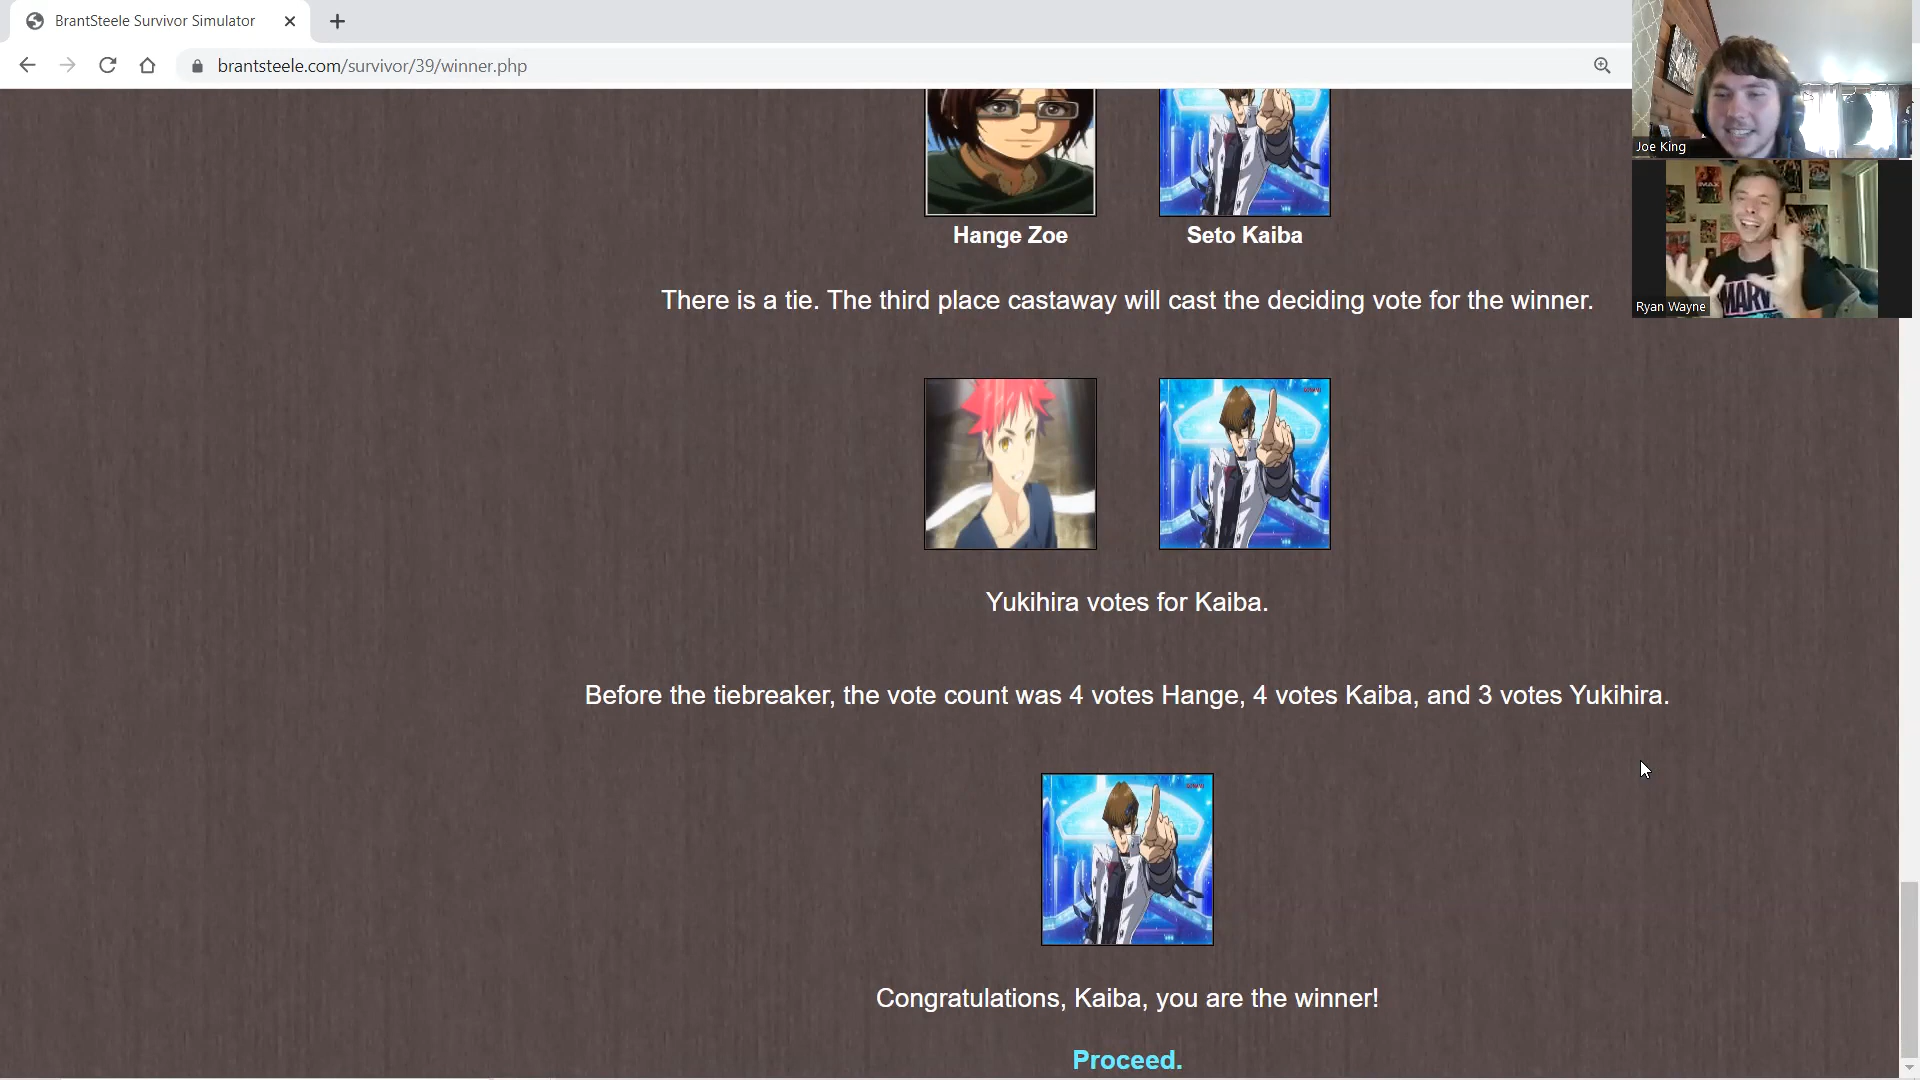 BrantSteele Survivor Simulator
brantsteele.com/survivor/39/winner.php
Joe King
Ryan Wayne
MARV
Hange Zoe
Seto Kaiba
There is a tie. The third place castaway will cast the deciding vote for the winner.
KONAMI
Yukihira votes for Kaiba.
Before the tiebreaker, the vote count was 4 votes Hange, 4 votes Kaiba, and 3 votes Yukihira.
KONAMI
Congratulations, Kaiba, you are the winner!
Proceed.